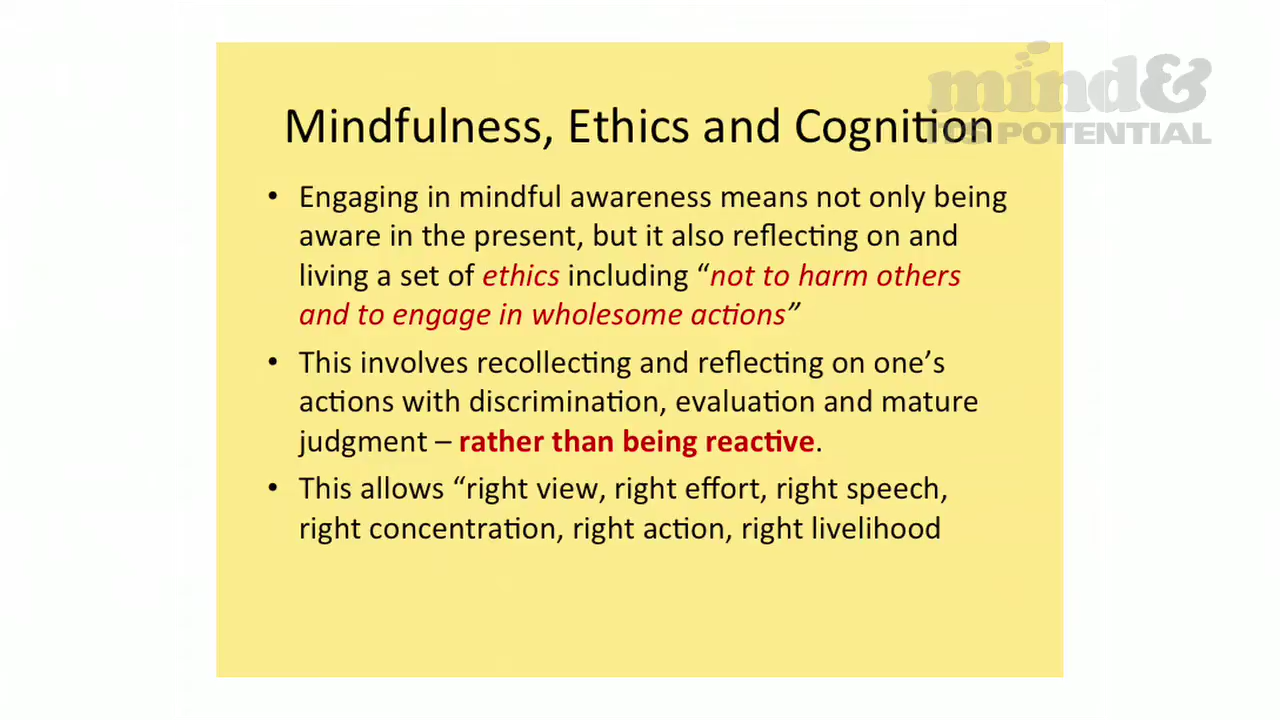 mind&
ITS POTENTIAL
Mindfulness, Ethics and Cognition
• Engaging in mindful awareness means not only being
aware in the present, but it also reflecting on and
living a set of ethics including “not to harm others
and to engage in wholesome actions”
• This involves recollecting and reflecting on one’s
actions with discrimination, evaluation and mature
judgment – rather than being reactive.
• This allows “right view, right effort, right speech,
right concentration, right action, right livelihood